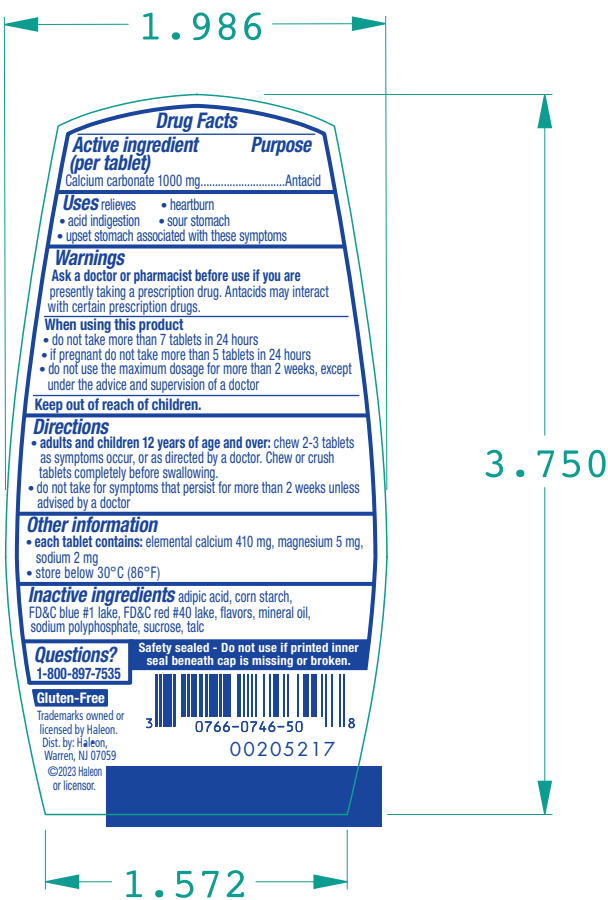 1.986
Drug Facts
Active ingredient Purpose
(per tablet)
Calcium carbonate 1000 mg............................Antacid
Uses relieves • heartburn
• acid indigestion • sour stomach
• upset stomach associated with these symptoms
Warnings
Ask a doctor or pharmacist before use if you are
presently taking a prescription drug. Antacids may interact
with certain prescription drugs.
When using this product
• do not take more than 7 tablets in 24 hours
• if pregnant do not take more than 5 tablets in 24 hours
• do not use the maximum dosage for more than 2 weeks, except
under the advice and supervision of a doctor
Keep out of reach of children.
Directions
• adults and children 12 years of age and over: chew 2-3 tablets
as symptoms occur, or as directed by a doctor. Chew or crush
tablets completely before swallowing.
• do not take for symptoms that persist for more than 2 weeks unless
advised by a doctor
3.750
Other information
• each tablet contains: elemental calcium 410 mg, magnesium 5 mg,
sodium 2 mg
• store below 30°C (86°F)
Inactive ingredients adipic acid, corn starch,
FD&C blue #1 lake, FD&C red #40 lake, flavors, mineral oil,
sodium polyphosphate, sucrose, talc
Questions?
1-800-897-7535
Safety sealed - Do not use if printed inner
seal beneath cap is missing or broken.
Gluten-Free
Trademarks owned or
licensed by Haleon.
Dist. by: Haleon,
Warren, NJ 07059
©2023 Haleon
or licensor.
3 0766-0746-50 8
00205217
1.572